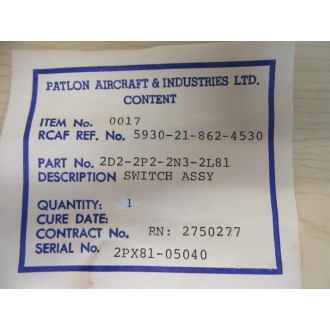 PATLON AIRCRAFT & INDUSTRIES LTD.
CONTENT
ITEM No. 0017
RCAF REF. No. 5930-21-862-4530
PART No. 2D2-2P2-2N3-2L81
DESCRIPTION SWITCH ASSY
QUANTITY: 1
CURE DATE:
CONTRACT No. RN: 2750277
SERIAL No. 2PX81-05040